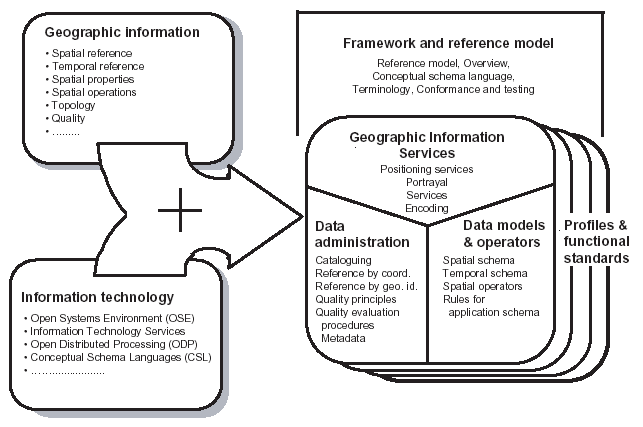 Geographic information
• Spatial reference
• Temporal reference
• Spatial properties
• Spatial operations
• Topology
• Quality
• .........
Information technology
• Open Systems Environment (OSE)
• Information Technology Services
• Open Distributed Processing (ODP)
• Conceptual Schema Languages (CSL)
• .........................
Framework and reference model
Reference model, Overview,
Conceptual schema language,
Terminology, Conformance and testing
Geographic Information
Services
Positioning services
Portrayal
Services
Encoding
Data
administration
Cataloguing
Reference by coord.
Reference by geo. id.
Quality principles
Quality evaluation
procedures
Metadata
Data models
& operators
Spatial schema
Temporal schema
Spatial operators
Rules for
application schema
Profiles &
functional
standards